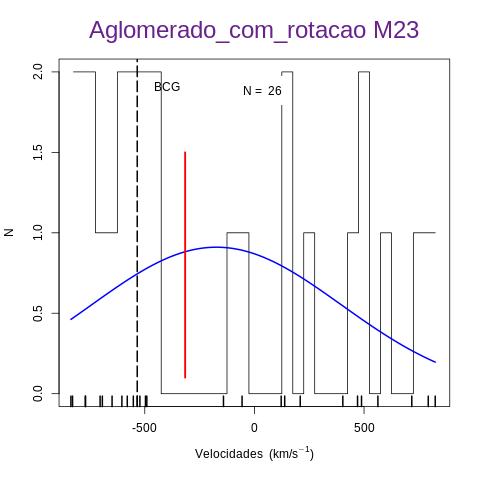 Aglomerado_com_rotacao M23
BCG
N = 26
2.0
1.5
1.0
0.5
0.0
N
-500 0 500
Velocidades (km/s⁻¹)